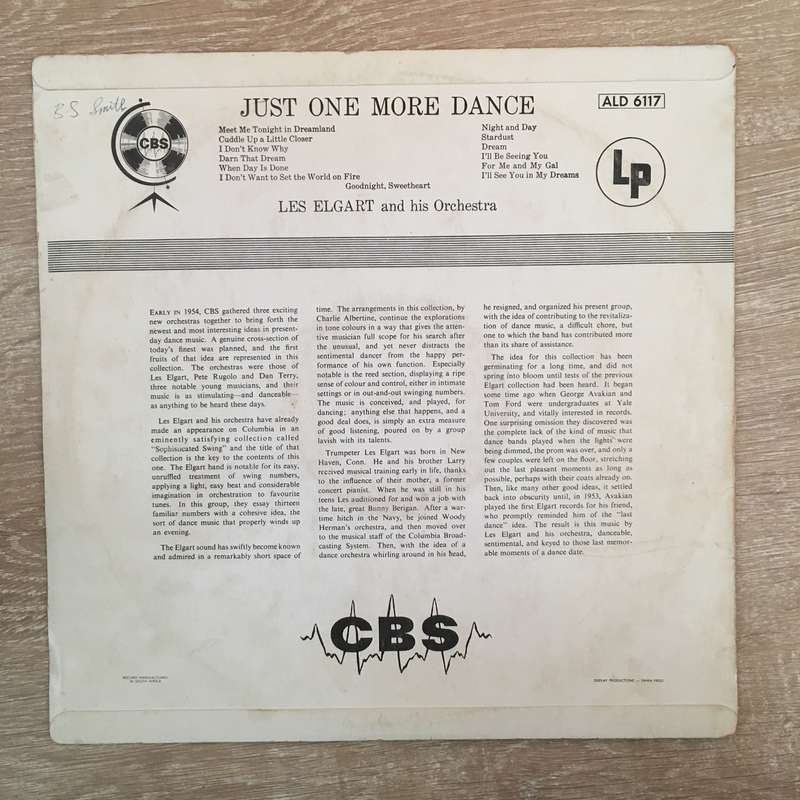 B S Smith
CBS
JUST ONE MORE DANCE
ALD 6117
Meet Me Tonight in Dreamland
Cuddle Up a Little Closer
I Don't Know Why
Darn That Dream
When Day Is Done
I Don't Want to Set the World on Fire
Night and Day
Stardust
Dream
I'll Be Seeing You
For Me and My Gal
I'll See You in My Dreams
Goodnight, Sweetheart
Lp
LES ELGART and his Orchestra
EARLY IN 1954, CBS gathered three exciting
new orchestras together to bring forth the
newest and most interesting ideas in present-
day dance music. A genuine cross-section of
today's finest was planned, and the first
fruits of that idea are represented in this
collection. The orchestras were those of
Les Elgart, Pete Rugolo and Dan Terry,
three notable young musicians, and their
music is as stimulating—and danceable—
as anything to be heard these days.
Les Elgart and his orchestra have already
made an appearance on Columbia in an
eminently satisfying collection called
"Sophisticated Swing" and the title of that
collection is the key to the contents of this
one. The Elgart band is notable for its easy,
unruffled treatment of swing numbers,
applying a light, easy beat and considerable
imagination in orchestration to favourite
tunes. In this group, they essay thirteen
familiar numbers with a cohesive idea, the
sort of dance music that properly winds up
an evening.
The Elgart sound has swiftly become known
and admired in a remarkably short space of
time. The arrangements in this collection, by
Charlie Albertine, continue the explorations
in tone colours in a way that gives the atten-
tive musician full scope for his search after
the unusual, and yet never distracts the
sentimental dancer from the happy per-
formance of his own function. Especially
notable is the reed section, displaying a ripe
sense of colour and control, either in intimate
settings or in out-and-out swinging numbers.
The music is conceived, and played, for
dancing; anything else that happens, and a
good deal does, is simply an extra measure
of good listening, poured on by a group
lavish with its talents.
Trumpeter Les Elgart was born in New
Haven, Conn. He and his brother Larry
received musical training early in life, thanks
to the influence of their mother, a former
concert pianist. When he was still in his
teens Les auditioned for and won a job with
the late, great Bunny Berigan. After a war-
time hitch in the Navy, he joined Woody
Herman's orchestra, and then moved over
to the musical staff of the Columbia Broad-
casting System. Then, with the idea of a
dance orchestra whirling around in his head,
he resigned, and organized his present group,
with the idea of contributing to the revitaliza-
tion of dance music, a difficult chore, but
one to which the band has contributed more
than its share of assistance.
The idea for this collection has been
germinating for a long time, and did not
spring into bloom until tests of the previous
Elgart collection had been heard. It began
some time ago when George Avakian and
Tom Ford were undergraduates at Yale
University, and vitally interested in records.
One surprising omission they discovered was
the complete lack of the kind of music that
dance bands played when the lights were
being dimmed, the prom was over, and only a
few couples were left on the floor, stretching
out the last pleasant moments as long as
possible, perhaps with their coats already on.
Then, like many other good ideas, it settled
back into obscurity until, in 1953, Avakian
played the first Elgart records for his friend,
who promptly reminded him of the "last
dance" idea. The result is this music by
Les Elgart and his orchestra, danceable,
sentimental, and keyed to those last memor-
able moments of a dance date.
CBS
RECORD MANUFACTURED
IN SOUTH AFRICA
DISPLAY PRODUCTIONS —